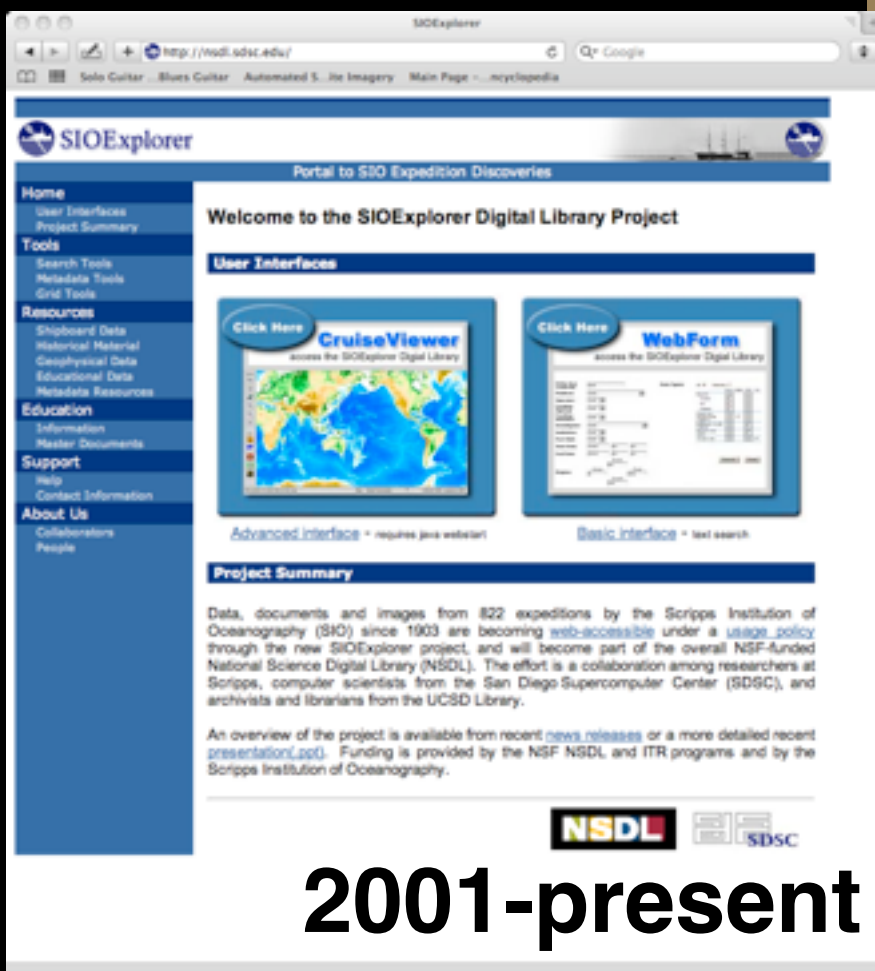 SIOExplorer
http://nsdl.sdsc.edu/
Google
Solo Guitar ...Blues Guitar Automated S...ite Imagery Main Page - ...ncyclopedia
SIOExplorer
Portal to SIO Expedition Discoveries
Home
User Interfaces
Project Summary
Tools
Search Tools
Metadata Tools
Grid Tools
Resources
Shipboard Data
Historical Material
Geophysical Data
Educational Data
Metadata Resources
Education
Information
Master Documents
Support
Help
Contact Information
About Us
Collaborators
People
Welcome to the SIOExplorer Digital Library Project
User Interfaces
Click Here
CruiseViewer
access the SIOExplorer Digital Library
Advanced interface - requires java webstart
Click Here
WebForm
access the SIOExplorer Digital Library
Basic interface - text search
Project Summary
Data, documents and images from 822 expeditions by the Scripps Institution of
Oceanography (SIO) since 1903 are becoming web-accessible under a usage policy
through the new SIOExplorer project, and will become part of the overall NSF-funded
National Science Digital Library (NSDL). The effort is a collaboration among researchers at
Scripps, computer scientists from the San Diego Supercomputer Center (SDSC), and
archivists and librarians from the UCSD Library.
An overview of the project is available from recent news releases or a more detailed recent
presentation(.ppt). Funding is provided by the NSF NSDL and ITR programs and by the
Scripps Institution of Oceanography.
NSDL
SDSC
2001-present